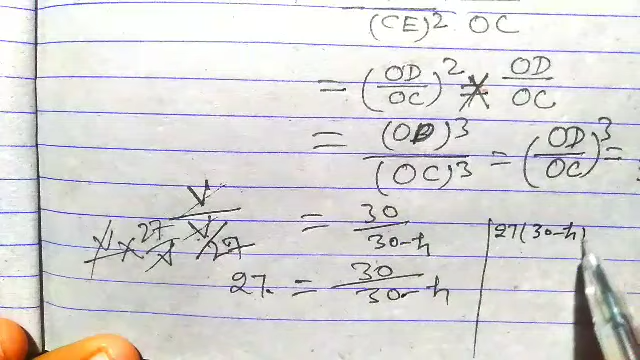 (CE)² OC
= (OD/OC)² × OD/OC
= (OD)³/(OC)³ = (OD/OC)³ =
V/ = 30/30-h
27 = 30/30-h
27(30-h)